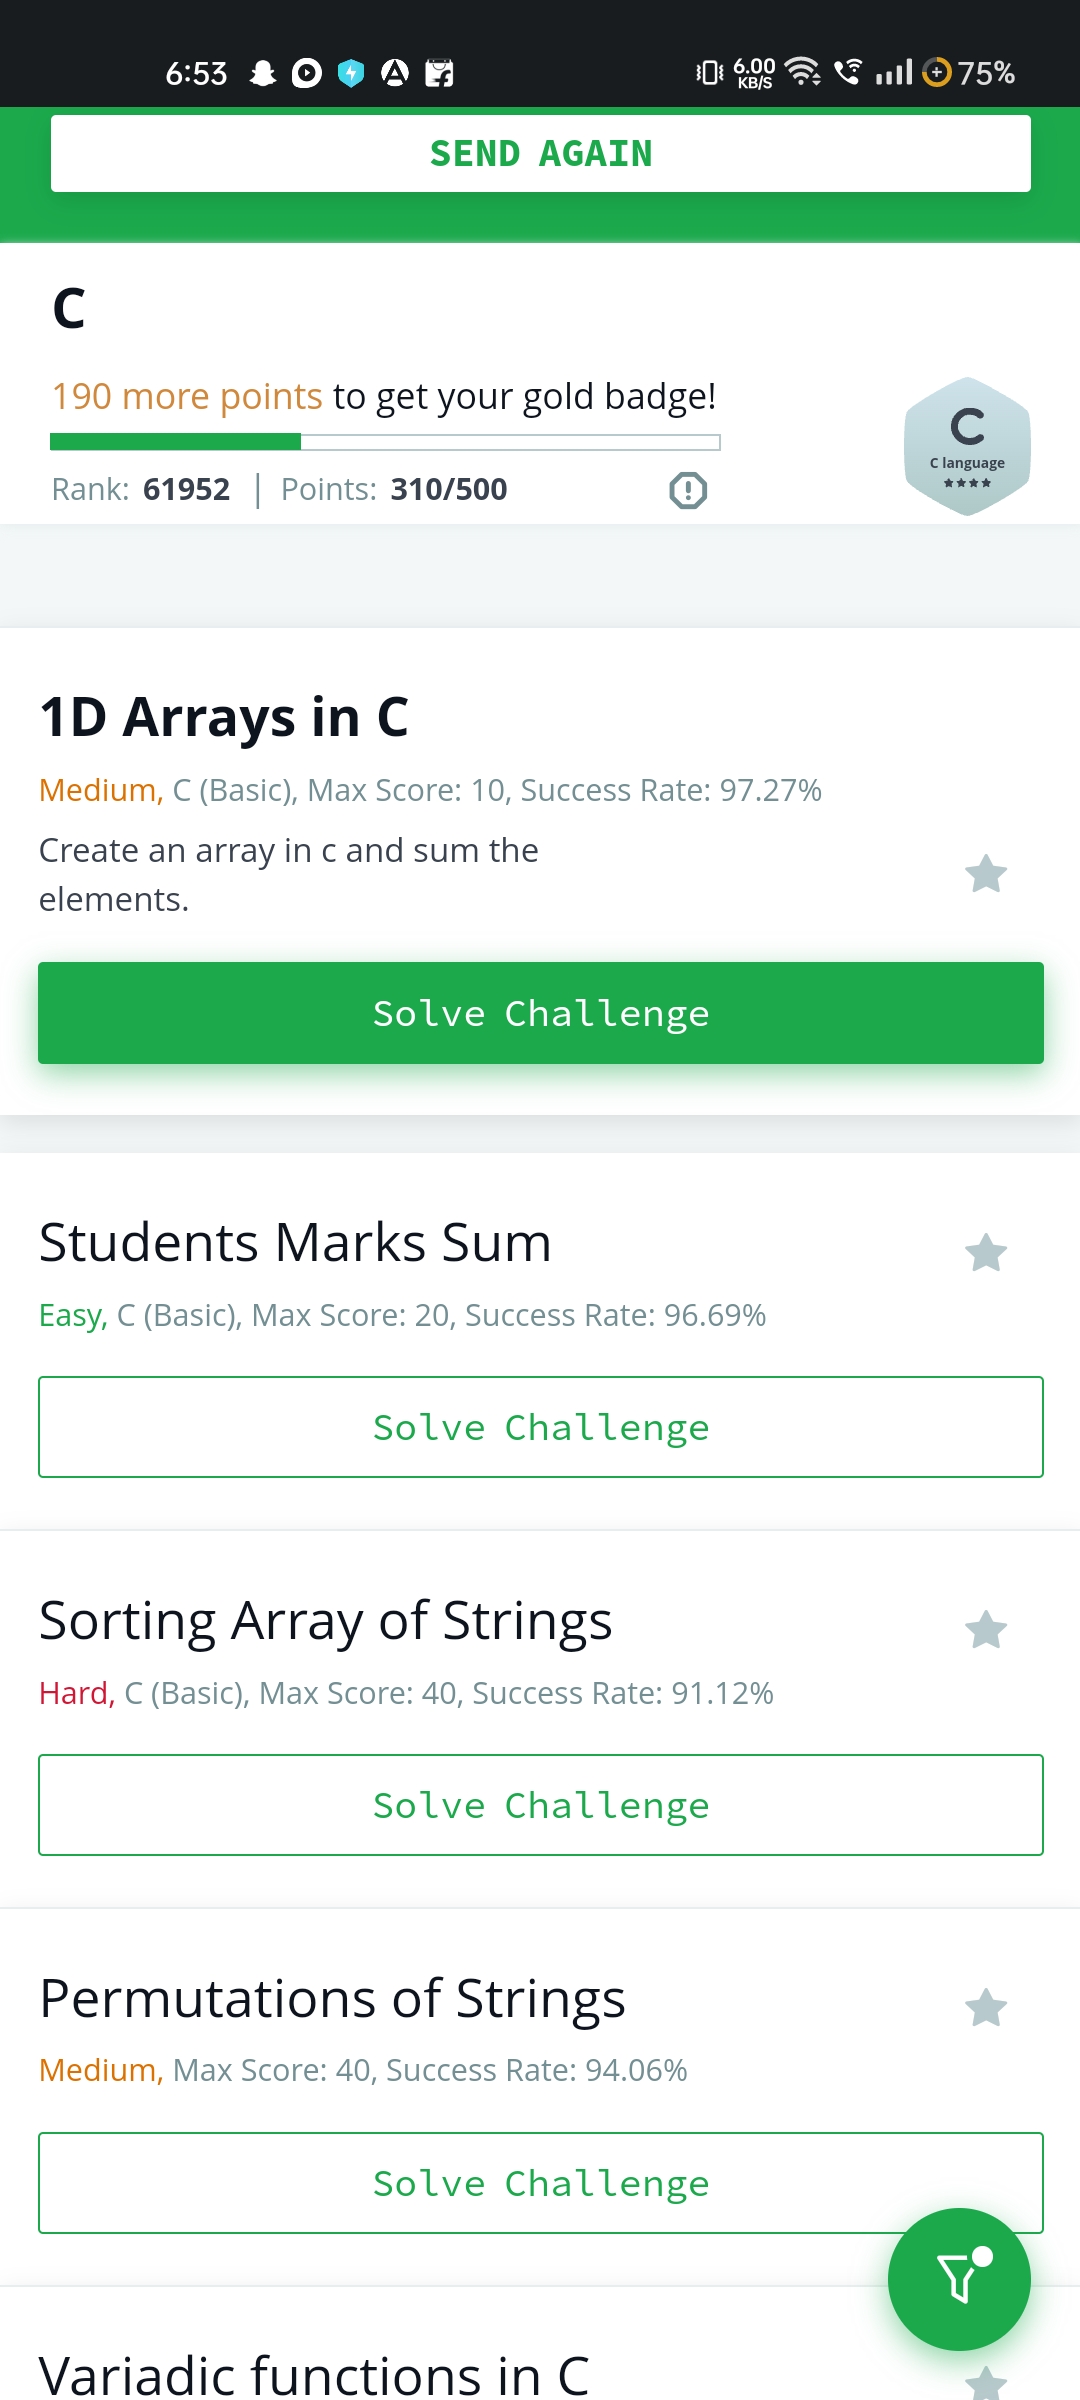 6:53
6.00
KB/S
75%
SEND AGAIN
C
190 more points to get your gold badge!
Rank: 61952 | Points: 310/500
C language
1D Arrays in C
Medium, C (Basic), Max Score: 10, Success Rate: 97.27%
Create an array in c and sum the
elements.
Solve Challenge
Students Marks Sum
Easy, C (Basic), Max Score: 20, Success Rate: 96.69%
Solve Challenge
Sorting Array of Strings
Hard, C (Basic), Max Score: 40, Success Rate: 91.12%
Solve Challenge
Permutations of Strings
Medium, Max Score: 40, Success Rate: 94.06%
Solve Challenge
Variadic functions in C